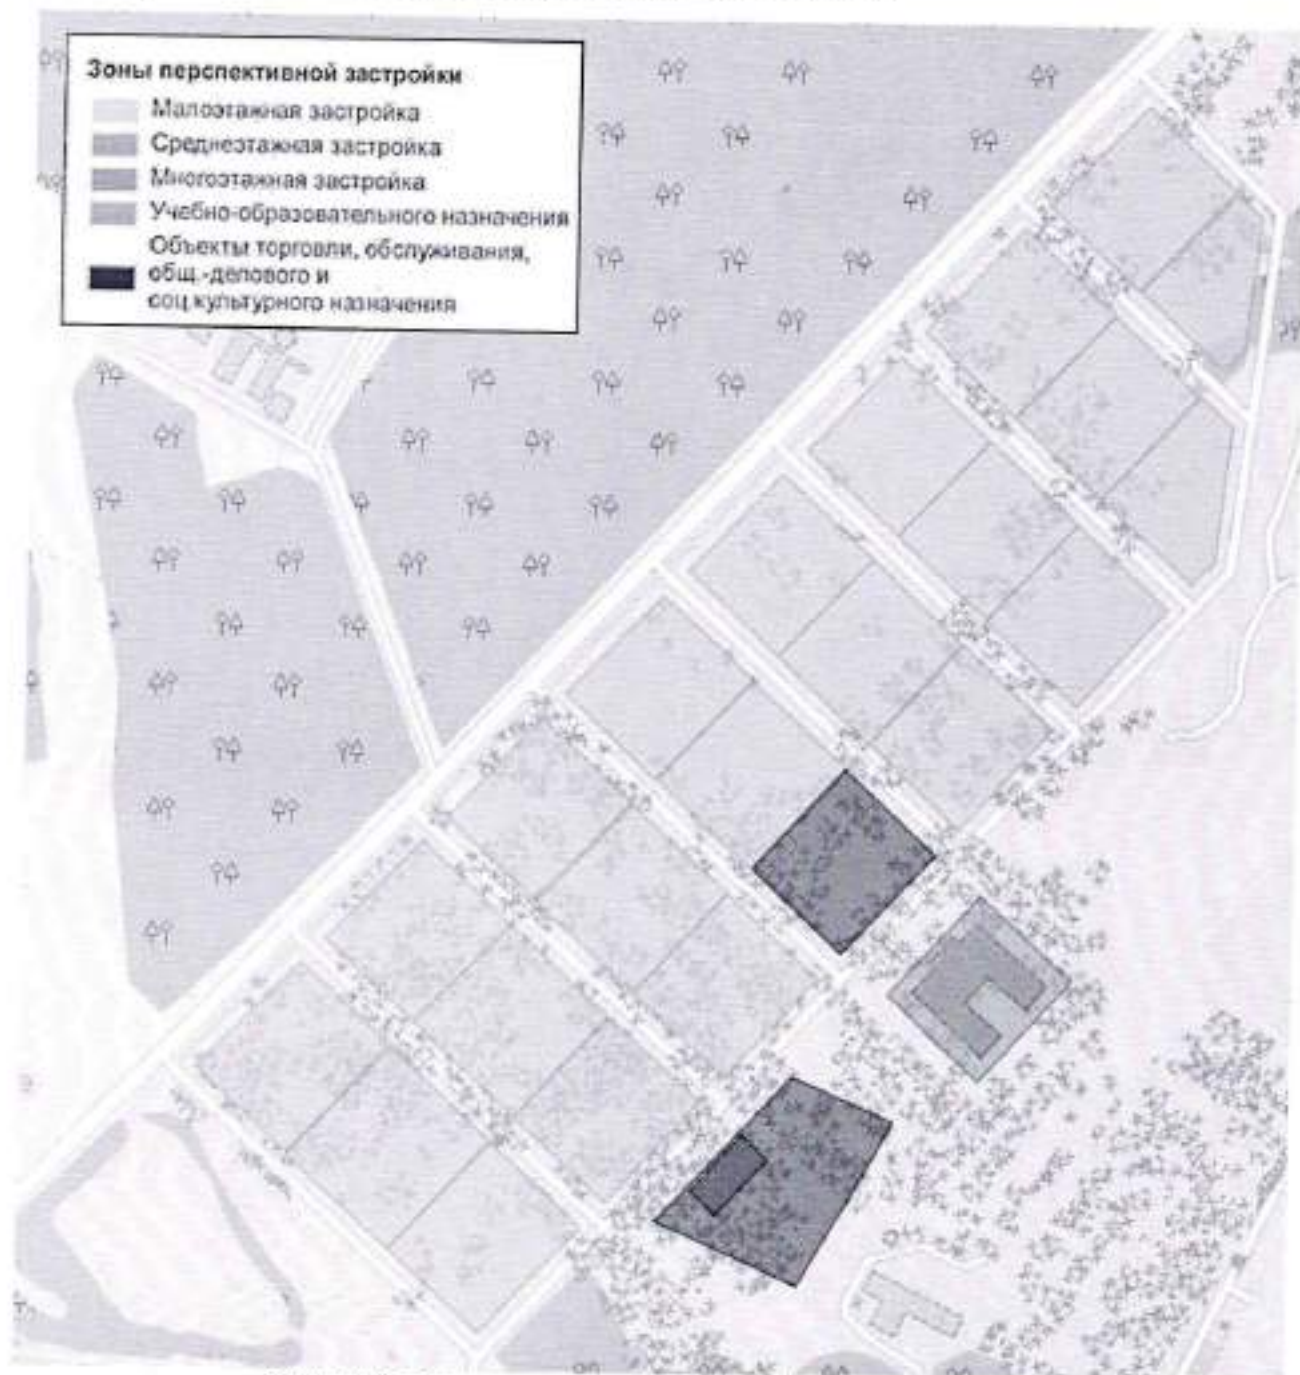 Зоны перспективной застройки
Малоэтажная застройка
Среднеэтажная застройка
Многоэтажная застройка
Учебно-образовательного назначения
Объекты торговли, обслуживания,
общ.-делового и
соц.культурного назначения